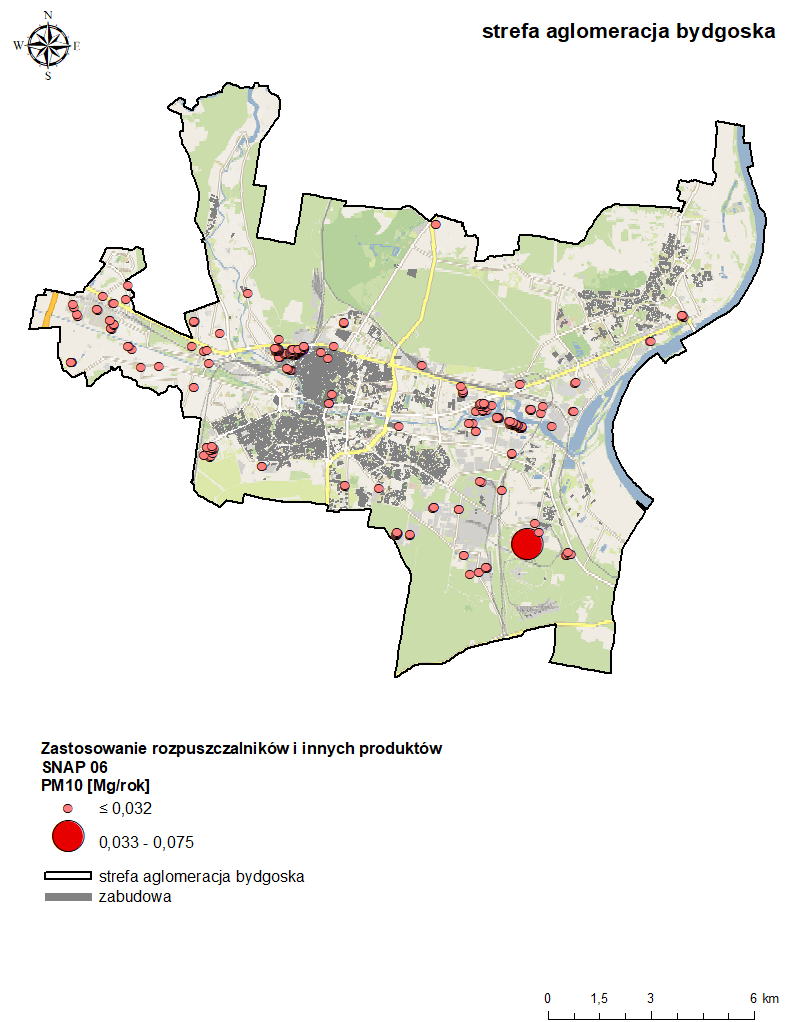 N
strefa aglomeracja bydgoska
W E
S
Zastosowanie rozpuszczalników i innych produktów
SNAP 06
PM10 [Mg/rok]
≤ 0,032
0,033 - 0,075
strefa aglomeracja bydgoska
zabudowa
0 1,5 3 6 km